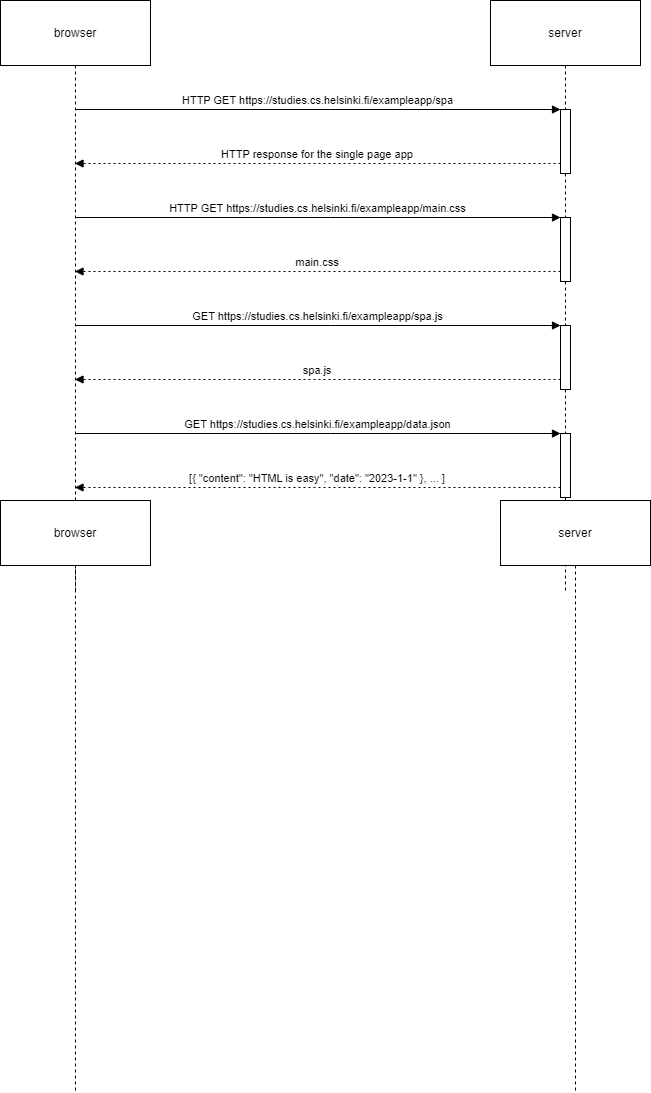 browser
server
HTTP GET https://studies.cs.helsinki.fi/exampleapp/spa
HTTP response for the single page app
HTTP GET https://studies.cs.helsinki.fi/exampleapp/main.css
main.css
GET https://studies.cs.helsinki.fi/exampleapp/spa.js
spa.js
GET https://studies.cs.helsinki.fi/exampleapp/data.json
[{ "content": "HTML is easy", "date": "2023-1-1" }, ... ]
browser
server